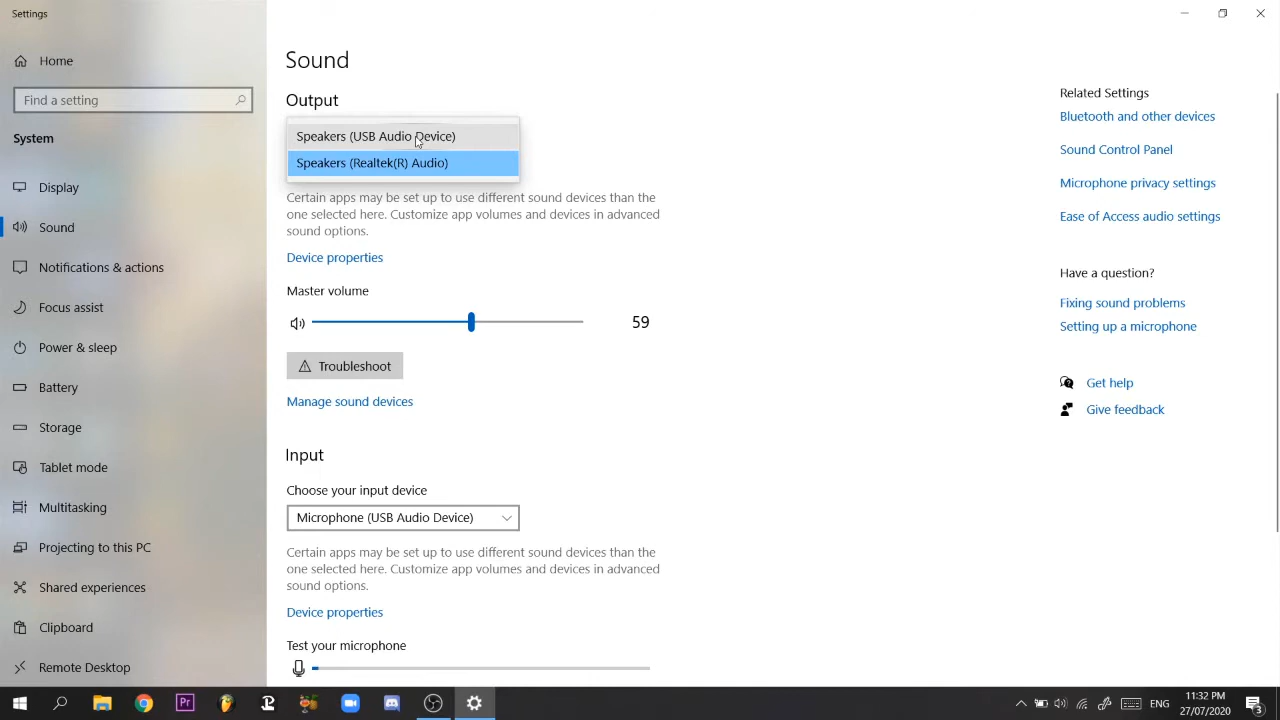 Settings
Home
Find a setting
System
Display
Sound
Notifications & actions
Focus assist
Power & sleep
Battery
Storage
Tablet mode
Multitasking
Projecting to this PC
Shared experiences
Clipboard
Remote Desktop
Sound
Output
Speakers (USB Audio Device)
Speakers (Realtek(R) Audio)
Certain apps may be set up to use different sound devices than the
one selected here. Customize app volumes and devices in advanced
sound options.
Device properties
Master volume
59
Troubleshoot
Manage sound devices
Input
Choose your input device
Microphone (USB Audio Device)
Certain apps may be set up to use different sound devices than the
one selected here. Customize app volumes and devices in advanced
sound options.
Device properties
Test your microphone
Related Settings
Bluetooth and other devices
Sound Control Panel
Microphone privacy settings
Ease of Access audio settings
Have a question?
Fixing sound problems
Setting up a microphone
Get help
Give feedback
Pr
ENG
11:32 PM
27/07/2020
3